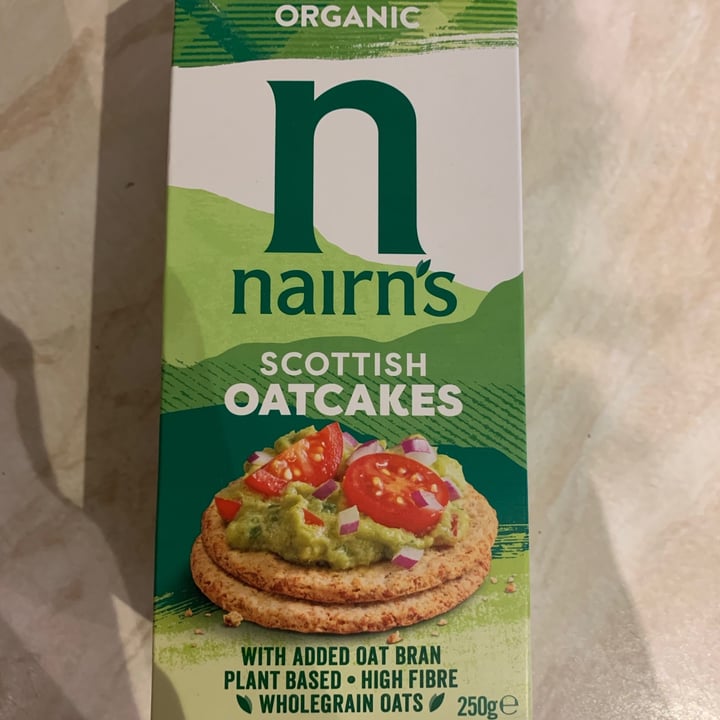 ORGANIC
n
nairn's
SCOTTISH
OATCAKES
WITH ADDED OAT BRAN
PLANT BASED • HIGH FIBRE
WHOLEGRAIN OATS
250g℮